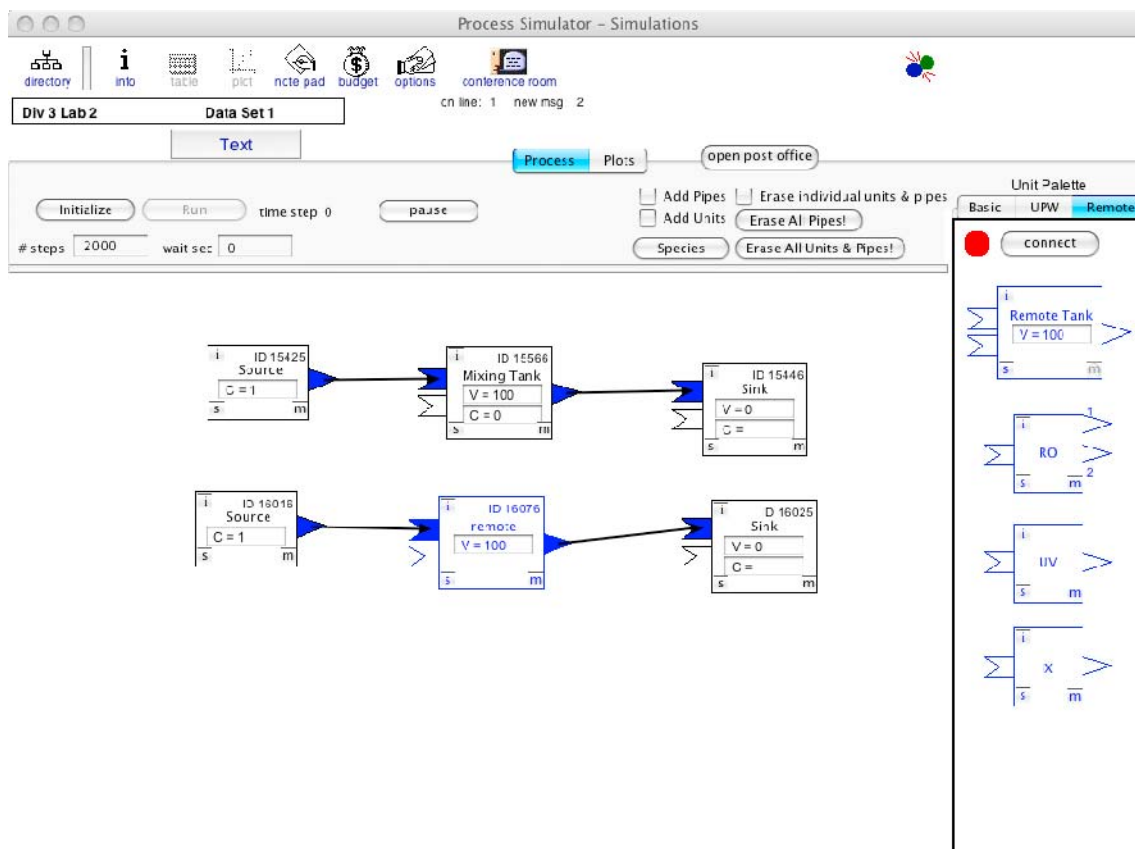 Process Simulator – Simulations
directory info table plot note pad budget options conference room
on line: 1 new msg 2
Div 3 Lab 2 Data Set 1
Text
Process Plots open post office
Add Pipes Erase individual units & pipes
Initialize Run time step 0 pause
Add Units Erase All Pipes!
# steps 2000 wait sec 0
Species Erase All Units & Pipes!
Unit Palette
Basic UPW Remote
connect
i
Remote Tank
V = 100
s m
i ID 15425
Source
C = 1
s m
i ID 15566
Mixing Tank
V = 100
C = 0
s m
i ID 15446
Sink
V = 0
C =
s m
i ID 16016
Source
C = 1
s m
i ID 16076
remote
V = 100
s m
i D 16025
Sink
V = 0
C =
s m
i 1
RO
s m 2
i
UV
s m
i
X
s m